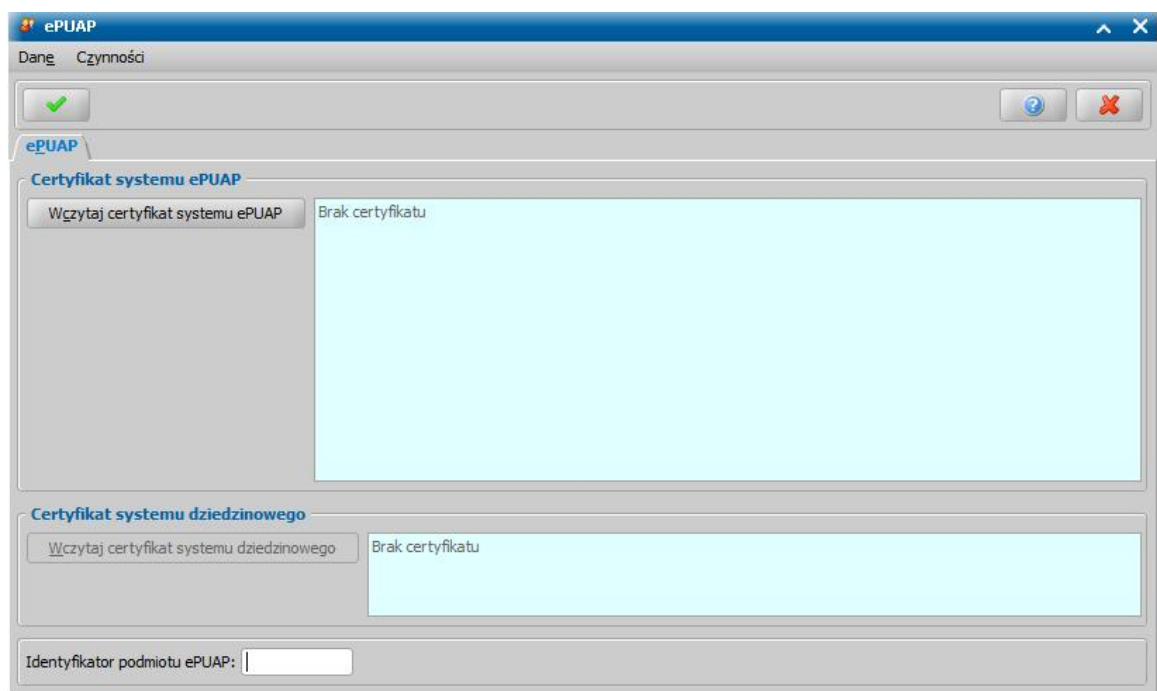 ePUAP
Dane Czynności
ePUAP
Certyfikat systemu ePUAP
Wczytaj certyfikat systemu ePUAP
Brak certyfikatu
Certyfikat systemu dziedzinowego
Wczytaj certyfikat systemu dziedzinowego
Brak certyfikatu
Identyfikator podmiotu ePUAP: